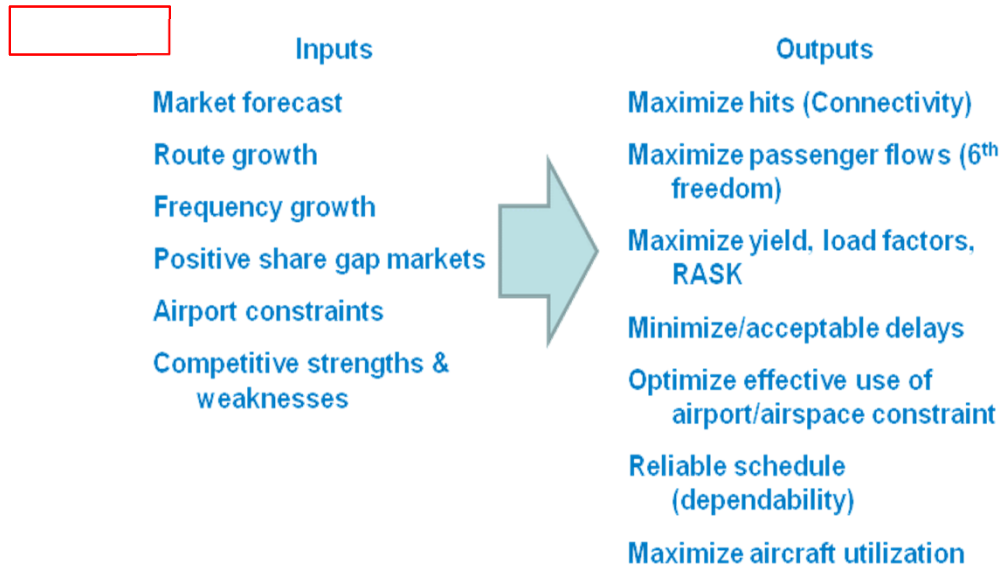 Inputs
Market forecast
Route growth
Frequency growth
Positive share gap markets
Airport constraints
Competitive strengths &
weaknesses
Outputs
Maximize hits (Connectivity)
Maximize passenger flows (6th
freedom)
Maximize yield, load factors,
RASK
Minimize/acceptable delays
Optimize effective use of
airport/airspace constraint
Reliable schedule
(dependability)
Maximize aircraft utilization